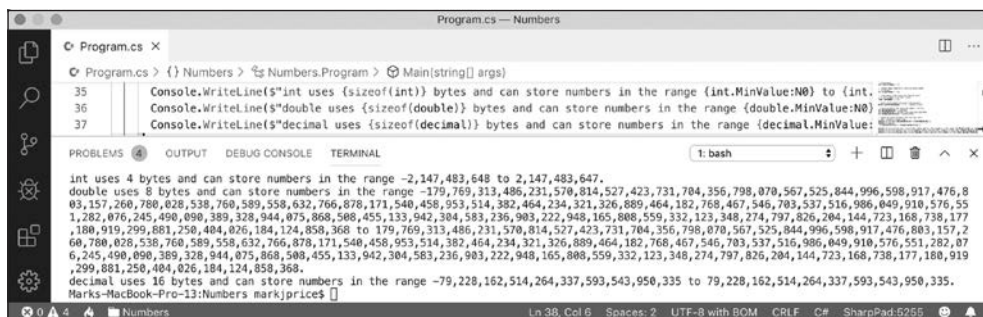 Program.cs — Numbers
Program.cs ×
Program.cs > {} Numbers > Numbers.Program > Main(string[] args)
35 Console.WriteLine($"int uses {sizeof(int)} bytes and can store numbers in the range {int.MinValue:N0} to {int.
36 Console.WriteLine($"double uses {sizeof(double)} bytes and can store numbers in the range {double.MinValue:N0}
37 Console.WriteLine($"decimal uses {sizeof(decimal)} bytes and can store numbers in the range {decimal.MinValue:
PROBLEMS 4 OUTPUT DEBUG CONSOLE TERMINAL 1: bash
int uses 4 bytes and can store numbers in the range -2,147,483,648 to 2,147,483,647.
double uses 8 bytes and can store numbers in the range -179,769,313,486,231,570,814,527,423,731,704,356,798,070,567,525,844,996,598,917,476,8
03,157,260,780,028,538,760,589,558,632,766,878,171,540,458,953,514,382,464,234,321,326,889,464,182,768,467,546,703,537,516,986,049,910,576,55
1,282,076,245,490,090,389,328,944,075,868,508,455,133,942,304,583,236,903,222,948,165,808,559,332,123,348,274,797,826,204,144,723,168,738,177
,180,919,299,881,250,404,026,184,124,858,368 to 179,769,313,486,231,570,814,527,423,731,704,356,798,070,567,525,844,996,598,917,476,803,157,2
60,780,028,538,760,589,558,632,766,878,171,540,458,953,514,382,464,234,321,326,889,464,182,768,467,546,703,537,516,986,049,910,576,551,282,07
6,245,490,090,389,328,944,075,868,508,455,133,942,304,583,236,903,222,948,165,808,559,332,123,348,274,797,826,204,144,723,168,738,177,180,919
,299,881,250,404,026,184,124,858,368.
decimal uses 16 bytes and can store numbers in the range -79,228,162,514,264,337,593,543,950,335 to 79,228,162,514,264,337,593,543,950,335.
Marks-MacBook-Pro-13:Numbers markjprice$
0 4 Numbers Ln 38, Col 6 Spaces: 2 UTF-8 with BOM CRLF C# SharpPad:5255